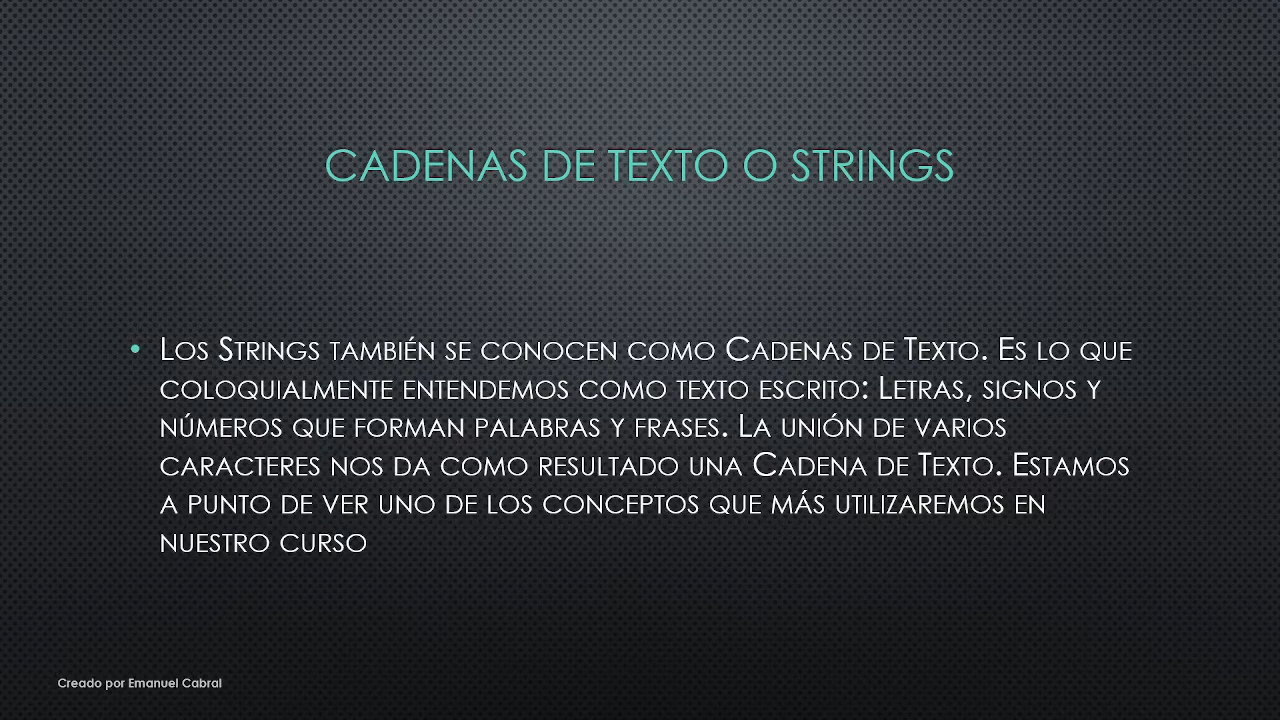 CADENAS DE TEXTO O STRINGS
• Los Strings también se conocen como Cadenas de Texto. Es lo que
coloquialmente entendemos como texto escrito: Letras, signos y
números que forman palabras y frases. La unión de varios
caracteres nos da como resultado una Cadena de Texto. Estamos
a punto de ver uno de los conceptos que más utilizaremos en
nuestro curso
Creado por Emanuel Cabral